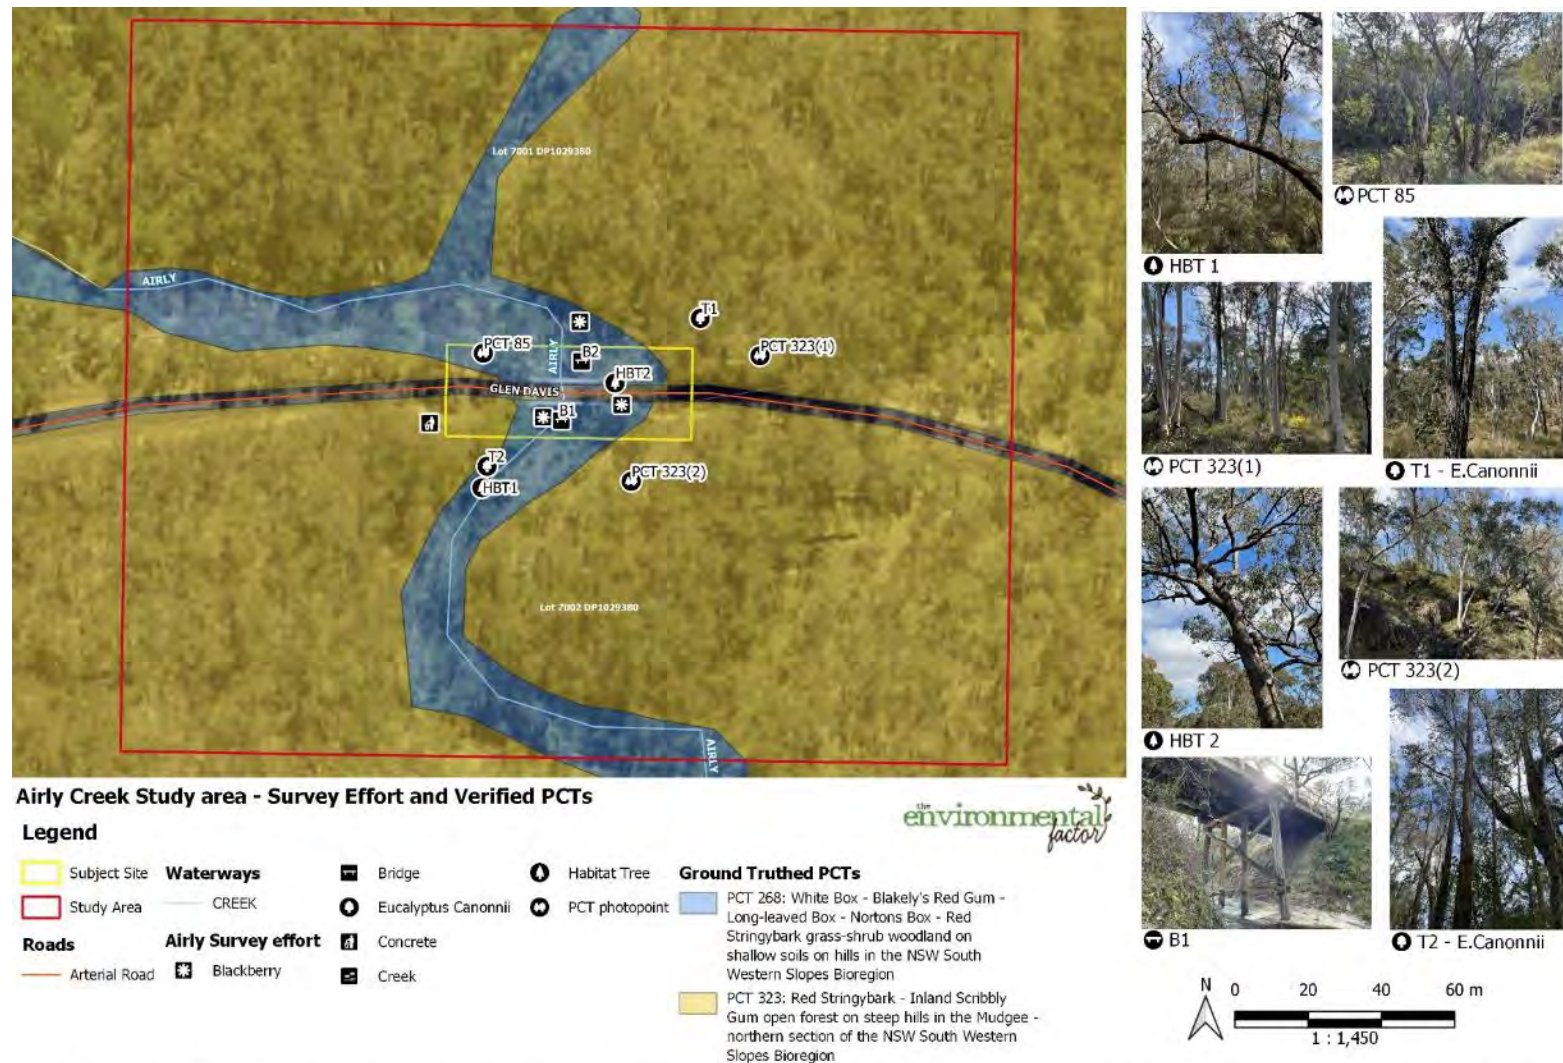 Lot 7001 DP1029380
AIRLY
T1
PCT 85
AIRLY
B2
PCT 323(1)
HBT2
GLEN DAVIS
B1
T2
HBT1
PCT 323(2)
Lot 7002 DP1029380
AIRLY
HBT 1
PCT 85
PCT 323(1)
T1 - E.Canonnii
HBT 2
PCT 323(2)
B1
T2 - E.Canonnii
Airly Creek Study area - Survey Effort and Verified PCTs
the
environmental
factor
Legend
Subject Site
Study Area
Roads
Arterial Road
Waterways
CREEK
Airly Survey effort
Blackberry
Bridge
Eucalyptus Canonnii
Concrete
Creek
Habitat Tree
PCT photopoint
Ground Truthed PCTs
PCT 268: White Box - Blakely's Red Gum -
Long-leaved Box - Nortons Box - Red
Stringybark grass-shrub woodland on
shallow soils on hills in the NSW South
Western Slopes Bioregion
PCT 323: Red Stringybark - Inland Scribbly
Gum open forest on steep hills in the Mudgee -
northern section of the NSW South Western
Slopes Bioregion
N
0 20 40 60 m
1 : 1,450